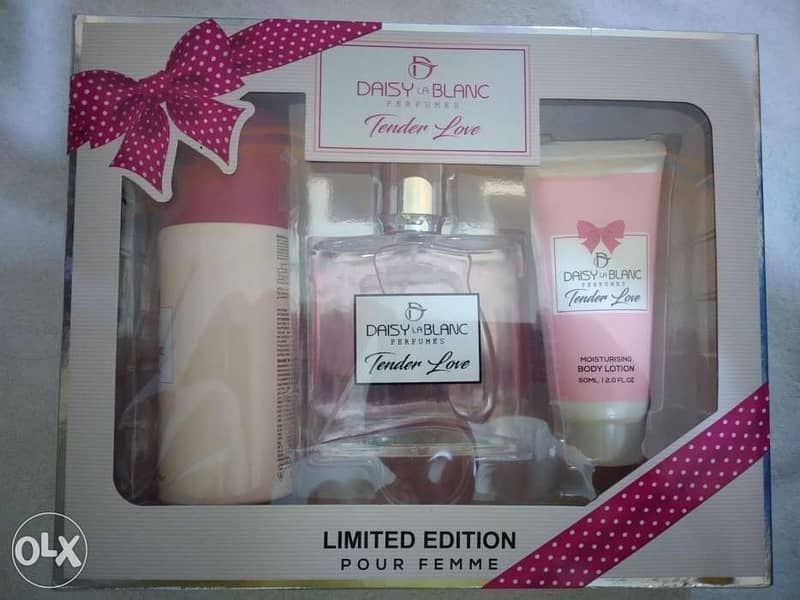 DAISY LA BLANC
PERFUMES
Tender Love
DAISY LA BLANC
PERFUMES
Tender Love
DAISY LA BLANC
PERFUMES
Tender Love
MOISTURISING
BODY LOTION
60ML. | 2.0 FL.OZ
LIMITED EDITION
POUR FEMME
OLX